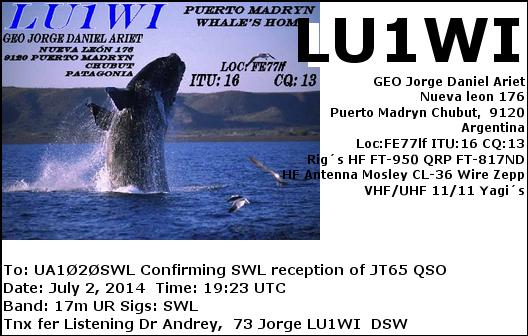 LU1WI
PUERTO MADRYN
WHALE'S HOME
GEO JORGE DANIEL ARIET
NUEVA LEÓN 176
9120 PUERTO MADRYN
CHUBUT
PATAGONIA
LOC:FE77lf
ITU:16 CQ:13
LU1WI
GEO Jorge Daniel Ariet
Nueva leon 176
Puerto Madryn Chubut, 9120
Argentina
Loc:FE77lf ITU:16 CQ:13
Rig´s HF FT-950 QRP FT-817ND
HF Antenna Mosley CL-36 Wire Zepp
VHF/UHF 11/11 Yagi´s
To: UA1Ø2ØSWL Confirming SWL reception of JT65 QSO
Date: July 2, 2014 Time: 19:23 UTC
Band: 17m UR Sigs: SWL
Tnx fer Listening Dr Andrey, 73 Jorge LU1WI DSW